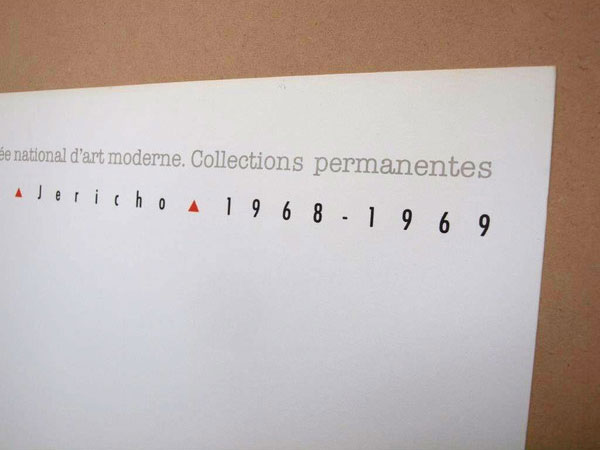 ée national d'art moderne. Collections permanentes
▲ Jericho ▲ 1968-1969